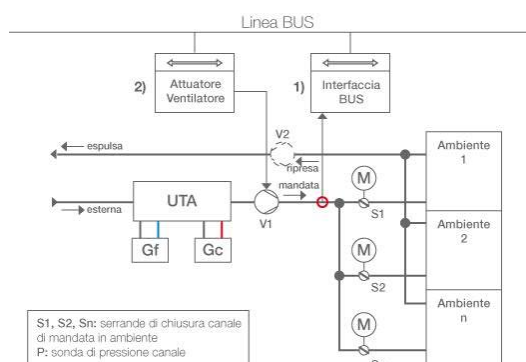 Linea BUS
2)
Attuatore
Ventilatore
1)
Interfaccia
BUS
V2
espulsa
ripresa
Ambiente
1
mandata
M
UTA
esterna
V1
S1
Ambiente
2
Gf
Gc
M
S2
Ambiente
n
M
S1, S2, Sn: serrande di chiusura canale
di mandata in ambiente
P: sonda di pressione canale